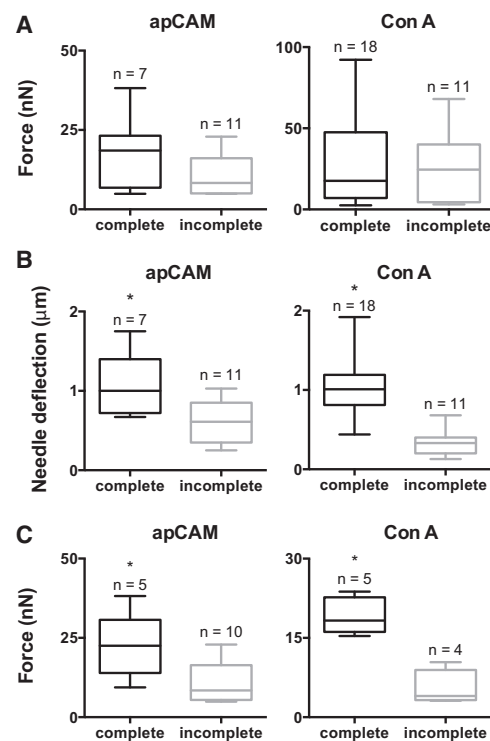 A
apCAM
Con A
Force (nN)
50
25
0
n = 7
n = 11
complete
incomplete
100
50
0
n = 18
n = 11
complete
incomplete
B
apCAM
Con A
Needle deflection (μm)
2
1
0
*
n = 7
n = 11
complete
incomplete
2
1
0
*
n = 18
n = 11
complete
incomplete
C
apCAM
Con A
Force (nN)
50
25
0
*
n = 5
n = 10
complete
incomplete
30
15
0
*
n = 5
n = 4
complete
incomplete